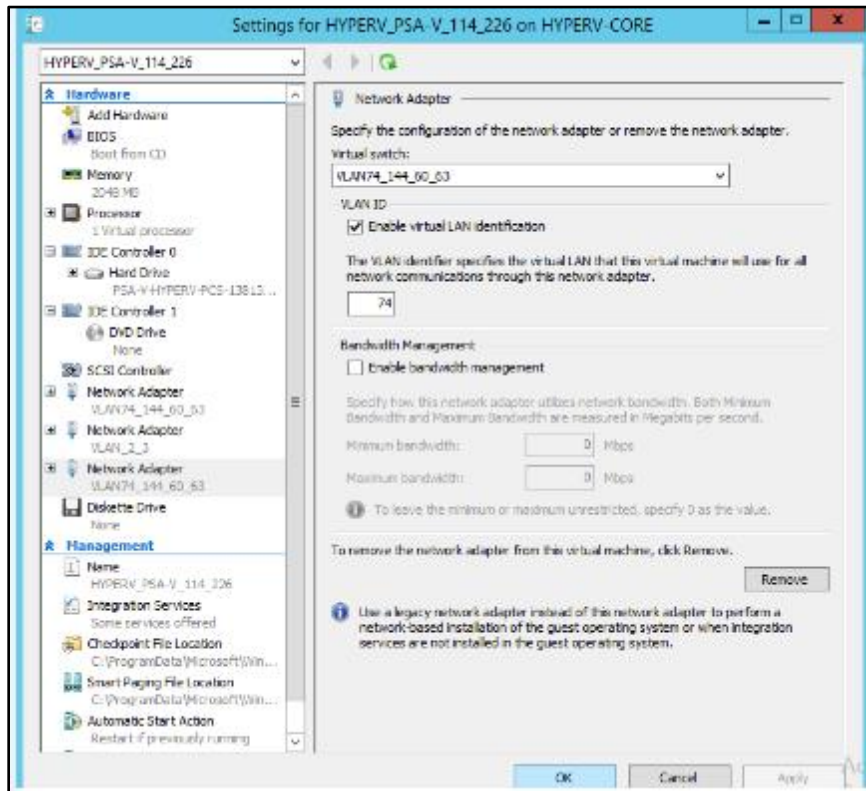 Settings for HYPERV_PSA-V_114_226 on HYPERV-CORE
HYPERV_PSA-V_114_226
Hardware
Add Hardware
BIOS
Boot from CD
Memory
2048 MB
Processor
1 Virtual processor
IDE Controller 0
Hard Drive
PSA-V-HYPERV-PCS-13813...
IDE Controller 1
DVD Drive
None
SCSI Controller
Network Adapter
VLAN74_144_60_63
Network Adapter
VLAN_2_3
Network Adapter
VLAN74_144_60_63
Diskette Drive
None
Management
Name
HYPERV_PSA-V_114_226
Integration Services
Some services offered
Checkpoint File Location
C:\ProgramData\Microsoft\Win...
Smart Paging File Location
C:\ProgramData\Microsoft\Win...
Automatic Start Action
Restart if previously running
Network Adapter
Specify the configuration of the network adapter or remove the network adapter.
Virtual switch:
VLAN74_144_60_63
VLAN ID
Enable virtual LAN identification
The VLAN identifier specifies the virtual LAN that this virtual machine will use for all
network communications through this network adapter.
74
Bandwidth Management
Enable bandwidth management
Specify how this network adapter utilizes network bandwidth. Both Minimum
Bandwidth and Maximum Bandwidth are measured in Megabits per second.
Minimum bandwidth: 0 Mbps
Maximum bandwidth: 0 Mbps
To leave the minimum or maximum unrestricted, specify 0 as the value.
To remove the network adapter from this virtual machine, click Remove.
Remove
Use a legacy network adapter instead of this network adapter to perform a
network-based installation of the guest operating system or when integration
services are not installed in the guest operating system.
OK Cancel Apply